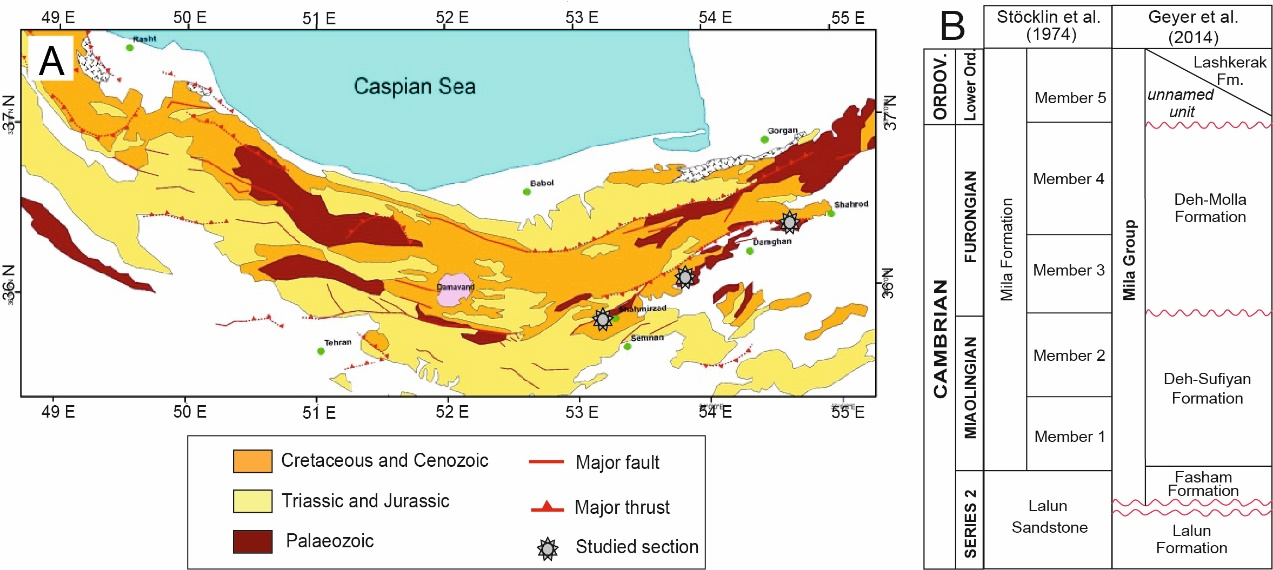 49 E 50 E 51 E 52 E 53 E 54 E 55 E
A
Rasht
Caspian Sea
37 N
37 N
Gorgan
Babol
Shahrod
Damghan
36 N
36 N
Damavand
Shahmirzad
Tehran
Semnan
49 E 50 E 51 E 52 E 53 E 54 E 55 E
Cretaceous and Cenozoic
Triassic and Jurassic
Palaeozoic
Major fault
Major thrust
Studied section
B
Stöcklin et al.
(1974)
Geyer et al.
(2014)
ORDOV.
Lower Ord.
CAMBRIAN
FURONGIAN
MIAOLINGIAN
SERIES 2
Mila Formation
Member 5
Member 4
Member 3
Member 2
Member 1
Lalun
Sandstone
Mila Group
Lashkerak
Fm.
unnamed
unit
Deh-Molla
Formation
Deh-Sufiyan
Formation
Fasham
Formation
Lalun
Formation